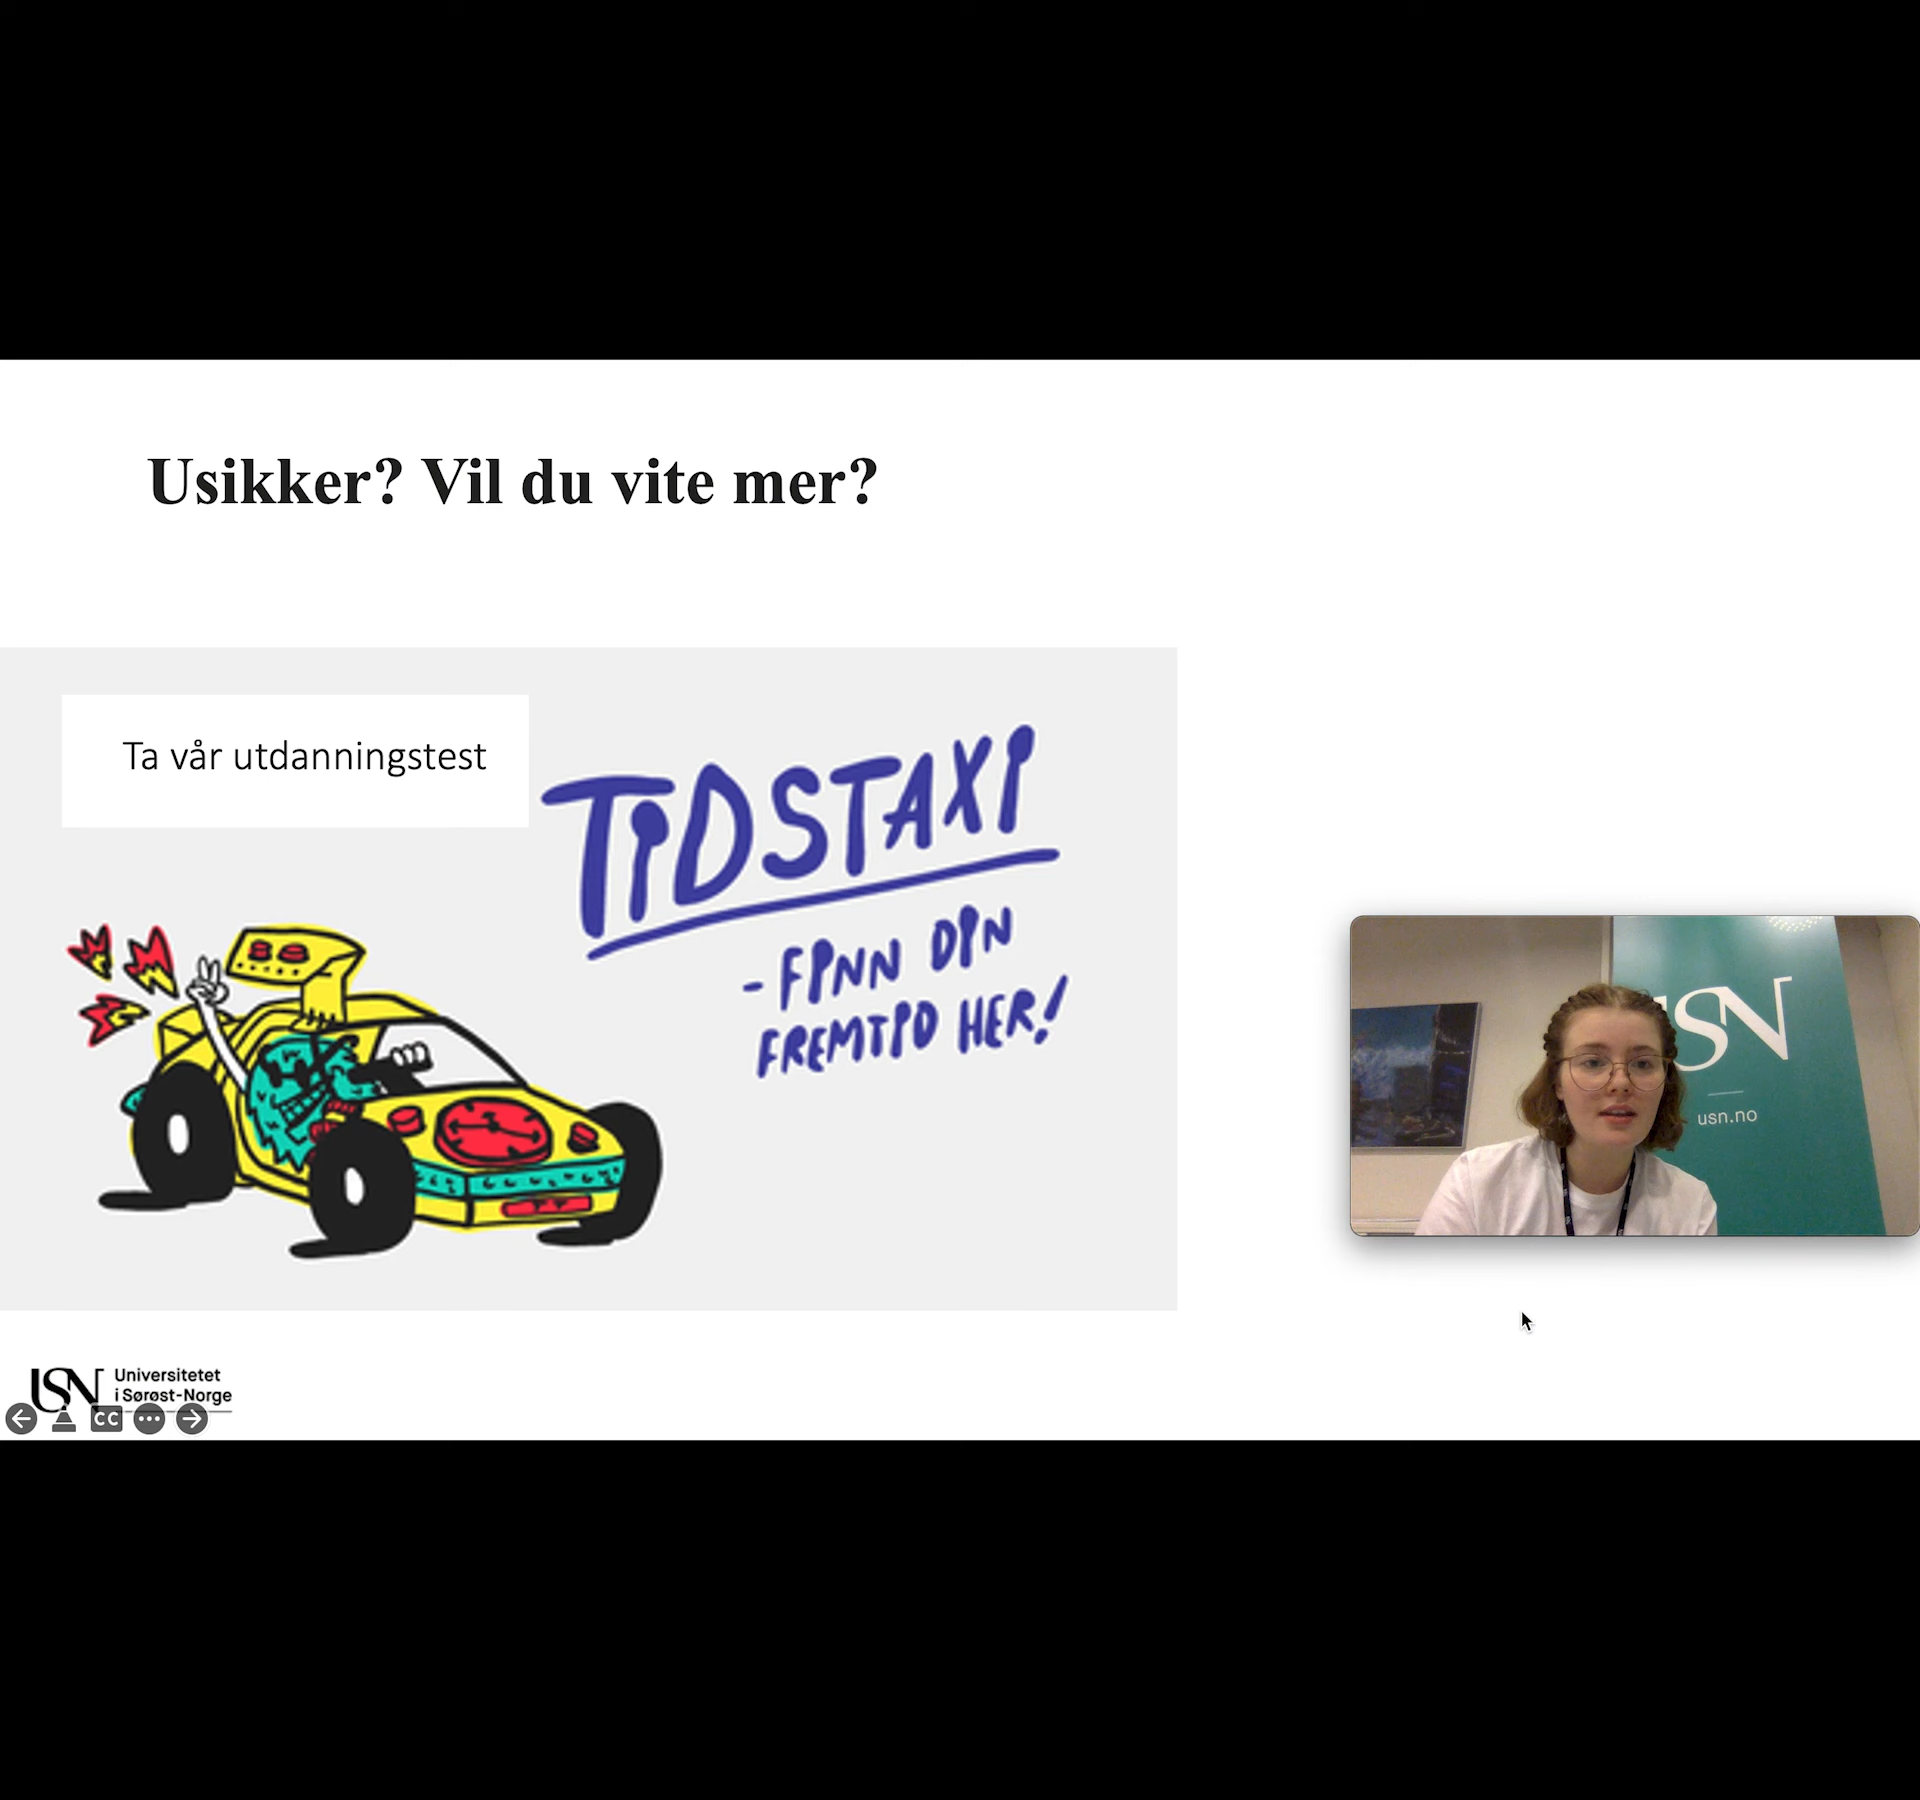 Usikker? Vil du vite mer?
Ta vår utdanningstest
TIDSTAXI
- FINN DIN
FREMTID HER!
USN
usn.no
USN Universitetet
i Sørøst-Norge
CC